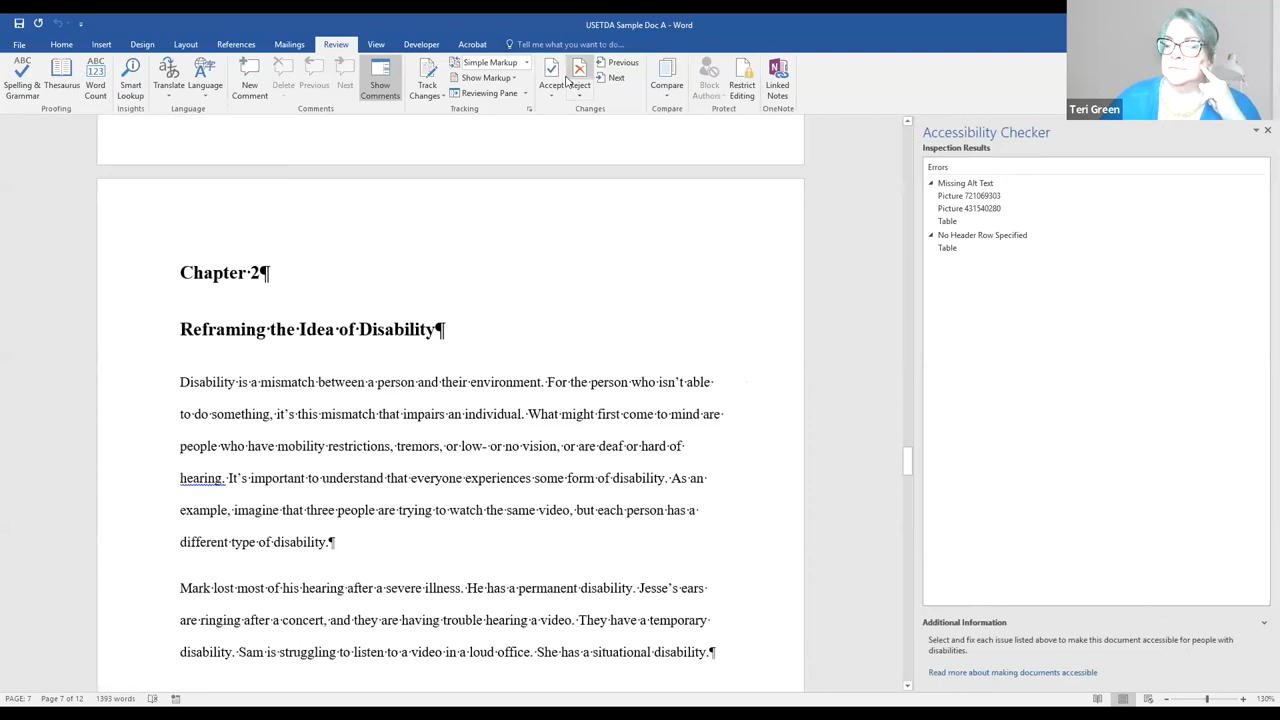 USETDA Sample Doc A - Word
File Home Insert Design Layout References Mailings Review View Developer Acrobat Tell me what you want to do...
ABC Spelling & Grammar
Thesaurus
ABC 123 Word Count
Proofing
Smart Lookup
Insights
Translate
Language
Language
New Comment
Delete
Previous
Next
Show Comments
Comments
Track Changes
Simple Markup
Show Markup
Reviewing Pane
Tracking
Accept
Reject
Previous
Next
Changes
Compare
Compare
Block Authors
Restrict Editing
Protect
Linked Notes
OneNote
Teri Green
Chapter·2¶
Reframing·the·Idea·of·Disability¶
Disability·is·a·mismatch·between·a·person·and·their·environment.·For·the·person·who·isn't·able·
to·do·something,·it's·this·mismatch·that·impairs·an·individual.·What·might·first·come·to·mind·are·
people·who·have·mobility·restrictions,·tremors,·or·low-·or·no·vision,·or·are·deaf·or·hard·of·
hearing.·It's·important·to·understand·that·everyone·experiences·some·form·of·disability.·As·an·
example,·imagine·that·three·people·are·trying·to·watch·the·same·video,·but·each·person·has·a·
different·type·of·disability.¶
Mark·lost·most·of·his·hearing·after·a·severe·illness.·He·has·a·permanent·disability.·Jesse's·ears·
are·ringing·after·a·concert,·and·they·are·having·trouble·hearing·a·video.·They·have·a·temporary·
disability.·Sam·is·struggling·to·listen·to·a·video·in·a·loud·office.·She·has·a·situational·disability.¶
Accessibility Checker
Inspection Results
Errors
Missing Alt Text
Picture 721069303
Picture 431540280
Table
No Header Row Specified
Table
Additional Information
Select and fix each issue listed above to make this document accessible for people with
disabilities.
Read more about making documents accessible
PAGE: 7 Page 7 of 12 1393 words
130%